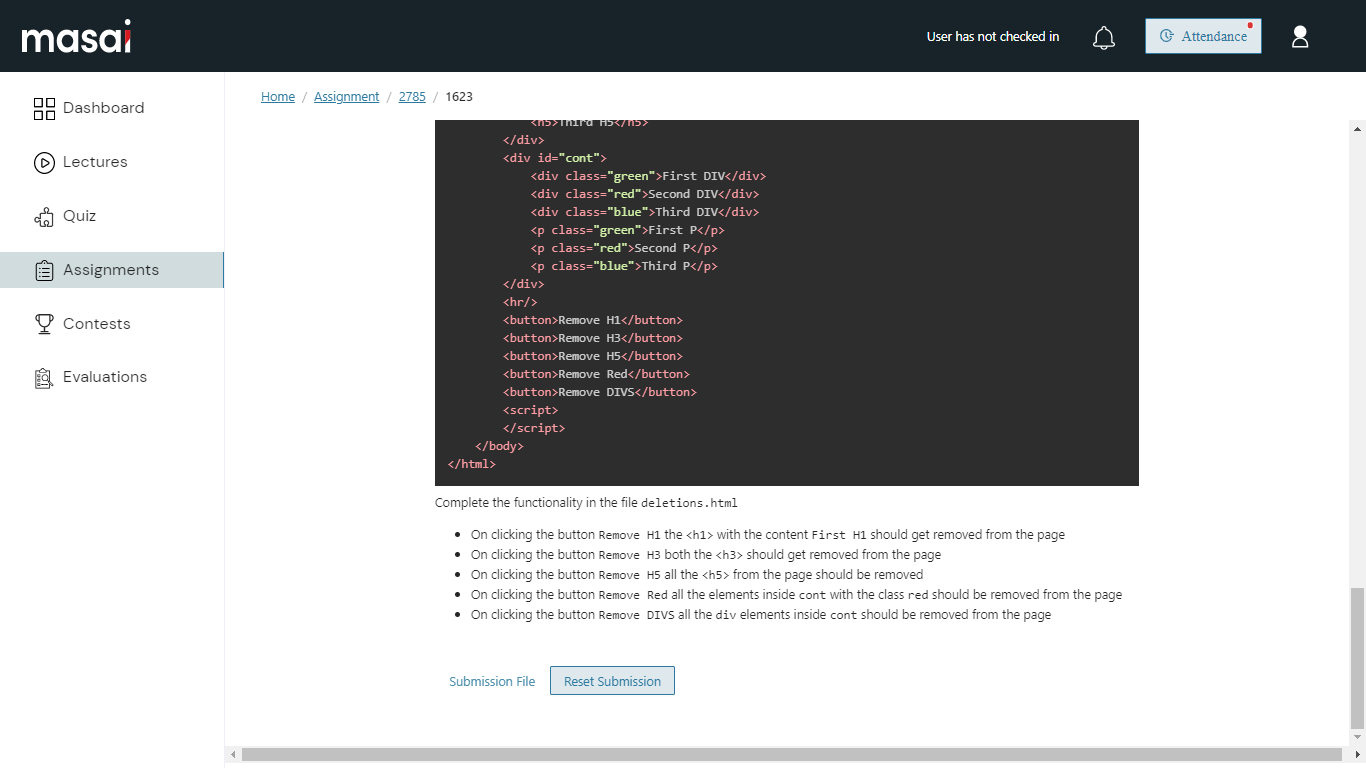 masai
User has not checked in
Attendance
Dashboard
Lectures
Quiz
Assignments
Contests
Evaluations
Home / Assignment / 2785 / 1623
<h5>Third H5</h5>
</div>
<div id="cont">
<div class="green">First DIV</div>
<div class="red">Second DIV</div>
<div class="blue">Third DIV</div>
<p class="green">First P</p>
<p class="red">Second P</p>
<p class="blue">Third P</p>
</div>
<hr/>
<button>Remove H1</button>
<button>Remove H3</button>
<button>Remove H5</button>
<button>Remove Red</button>
<button>Remove DIVS</button>
<script>
</script>
</body>
</html>
Complete the functionality in the file deletions.html
• On clicking the button Remove H1 the <h1> with the content First H1 should get removed from the page
• On clicking the button Remove H3 both the <h3> should get removed from the page
• On clicking the button Remove H5 all the <h5> from the page should be removed
• On clicking the button Remove Red all the elements inside cont with the class red should be removed from the page
• On clicking the button Remove DIVS all the div elements inside cont should be removed from the page
Submission File
Reset Submission